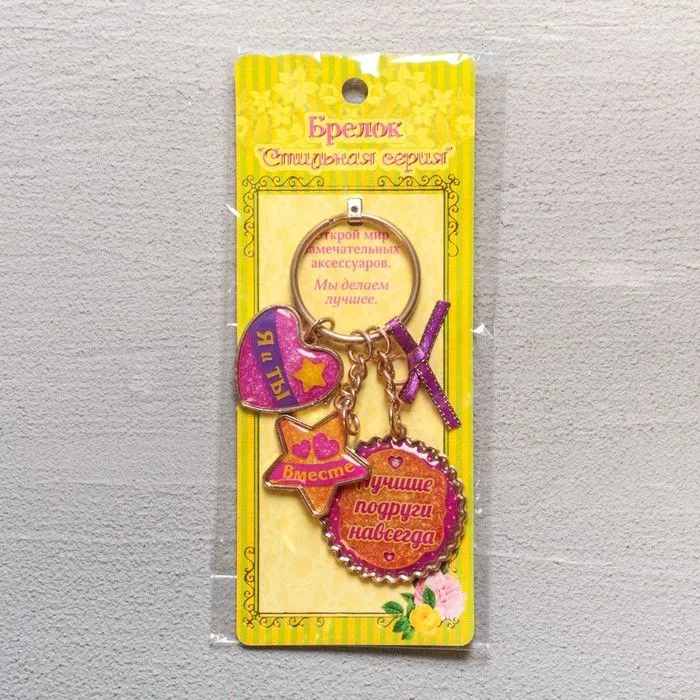 Брелок
"Стильная серия"
Открой мир
замечательных
аксессуаров.
Мы делаем
лучшее.
ТЫ и Я
Вместе
Лучшие
подруги
навсегда